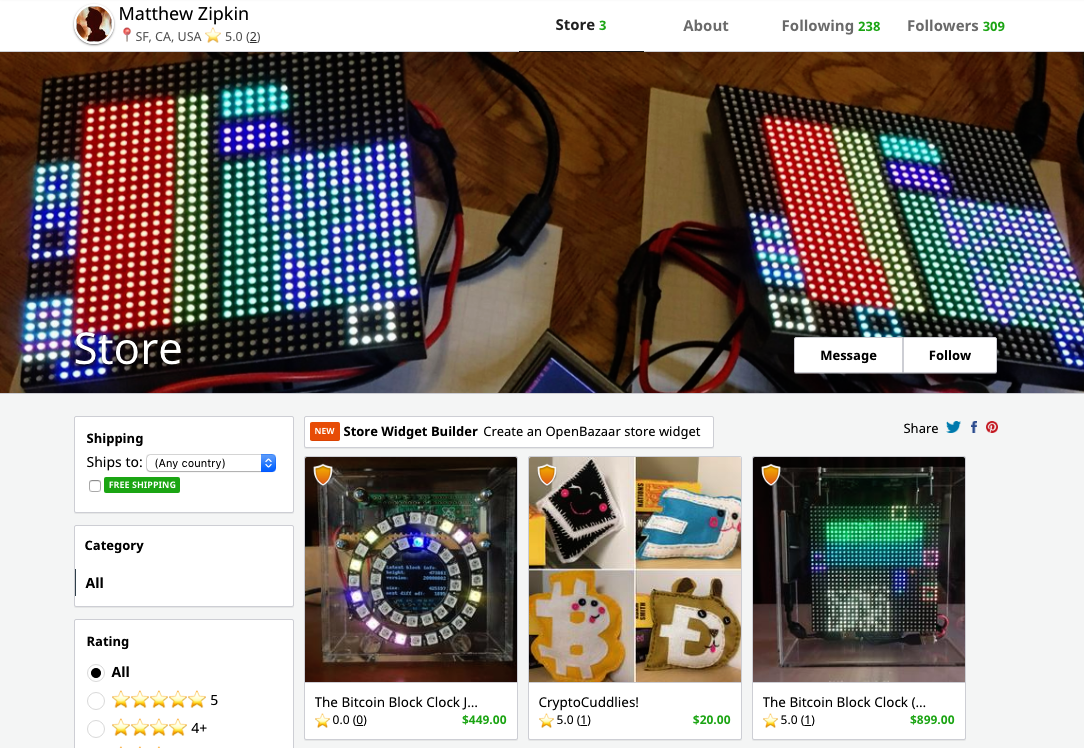 Matthew Zipkin
SF, CA, USA 5.0 (2)
Store 3
About
Following 238
Followers 309
Store
Message
Follow
Shipping
Ships to: (Any country)
FREE SHIPPING
Category
All
Rating
All
5
4+
NEW Store Widget Builder Create an OpenBazaar store widget
Share
Latest block info:
The Bitcoin Block Clock J...
0.0 (0) $449.00
CryptoCuddlies!
5.0 (1) $20.00
The Bitcoin Block Clock (...
5.0 (1) $899.00